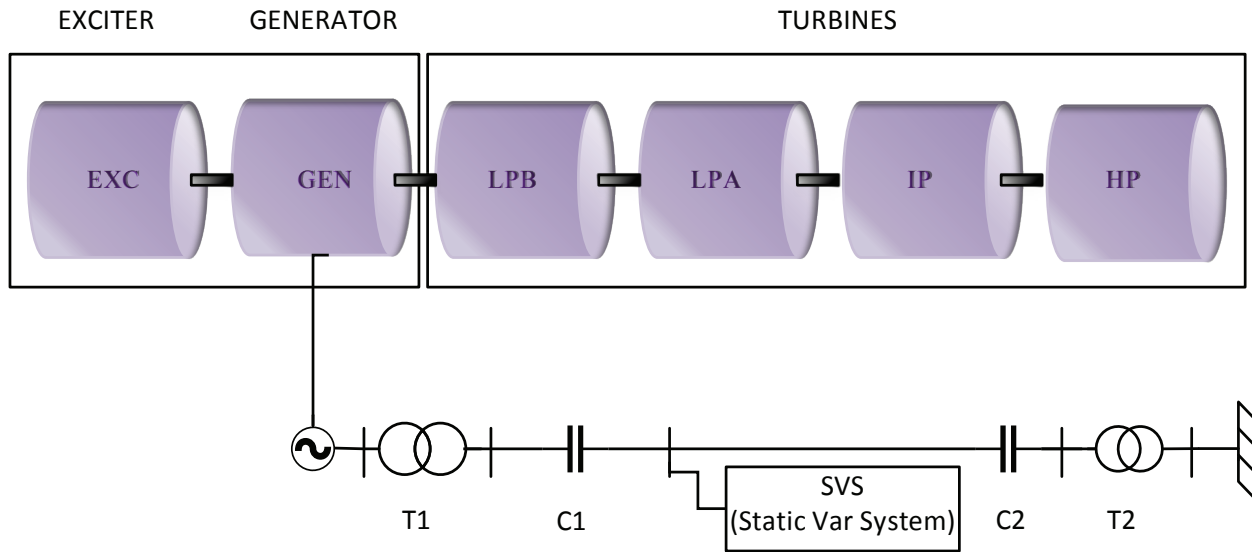 EXCITER
GENERATOR
TURBINES
EXC
GEN
LPB
LPA
IP
HP
T1
C1
SVS
(Static Var System)
C2
T2